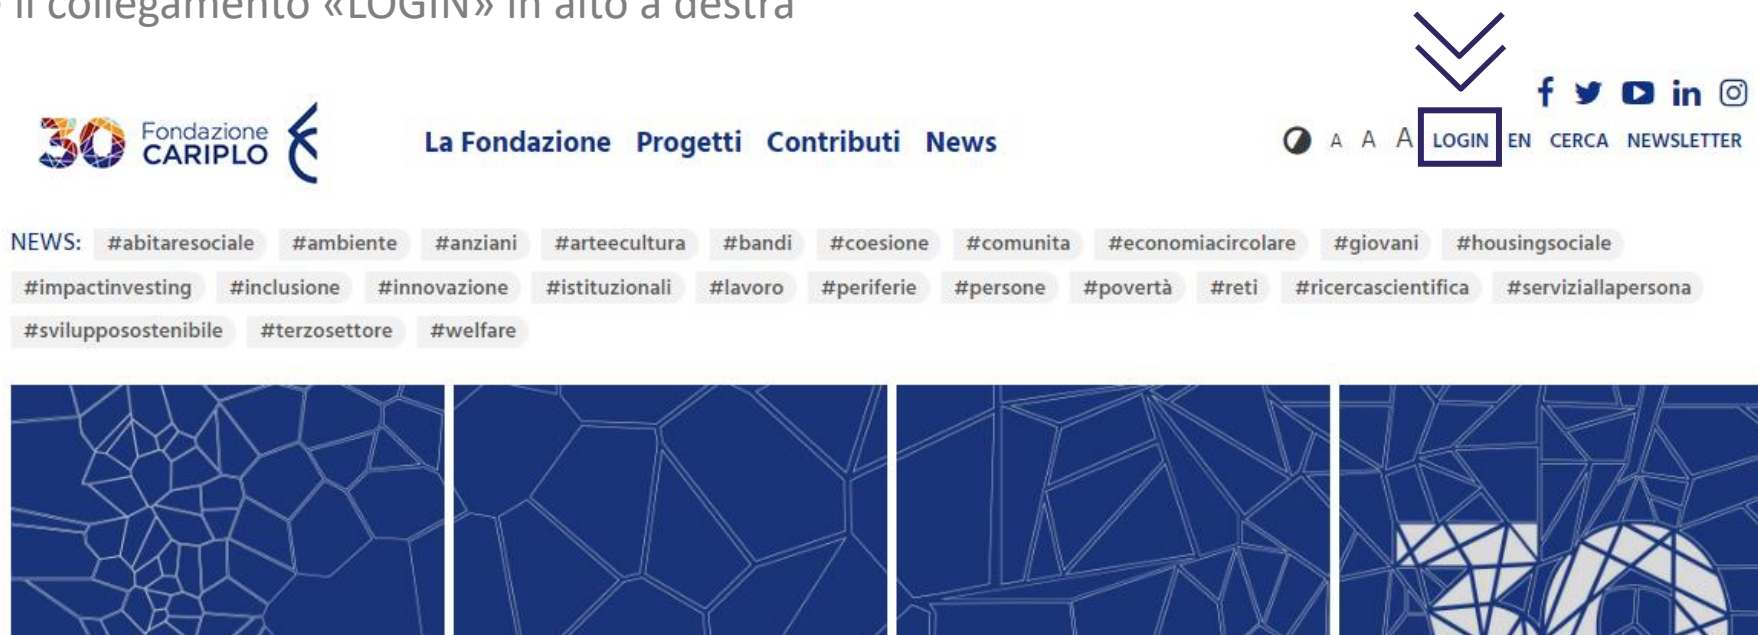 il collegamento «LOGIN» in alto a destra
30 Fondazione
CARIPLO
La Fondazione Progetti Contributi News
A A A LOGIN EN CERCA NEWSLETTER
NEWS: #abitaresociale #ambiente #anziani #arteecultura #bandi #coesione #comunita #economiacircolare #giovani #housingsociale
#impactinvesting #inclusione #innovazione #istituzionali #lavoro #periferie #persone #povertà #reti #ricercascientifica #serviziallapersona
#svilupposostenibile #terzosettore #welfare
30